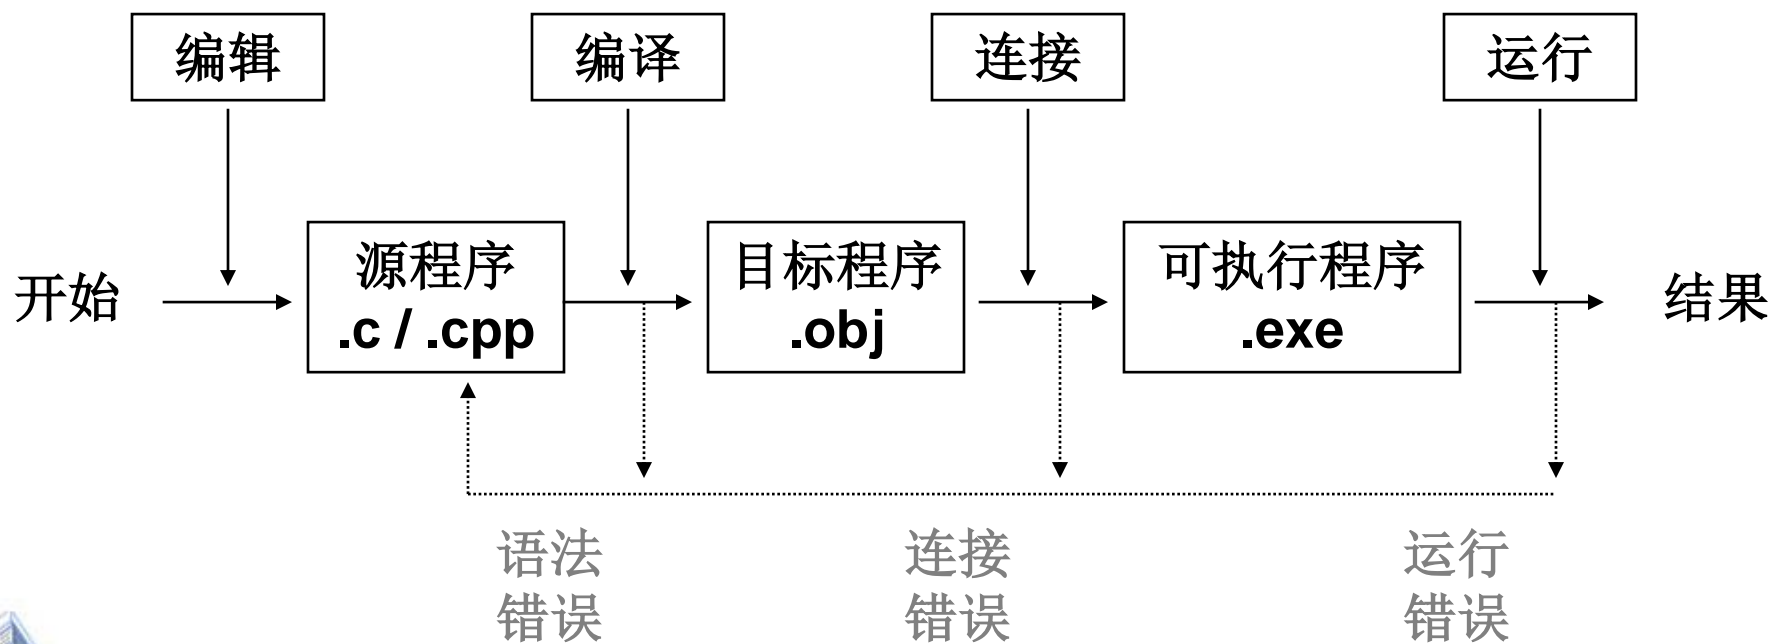 编辑
编译
连接
运行
开始
源程序
.c / .cpp
目标程序
.obj
可执行程序
.exe
结果
语法
错误
连接
错误
运行
错误